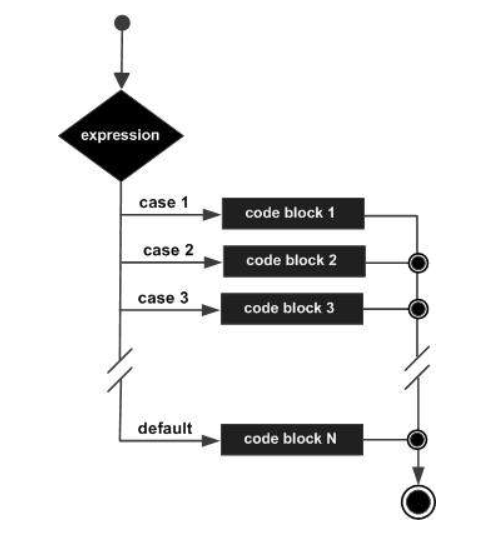 expression
case 1
code block 1
case 2
code block 2
case 3
code block 3
default
code block N